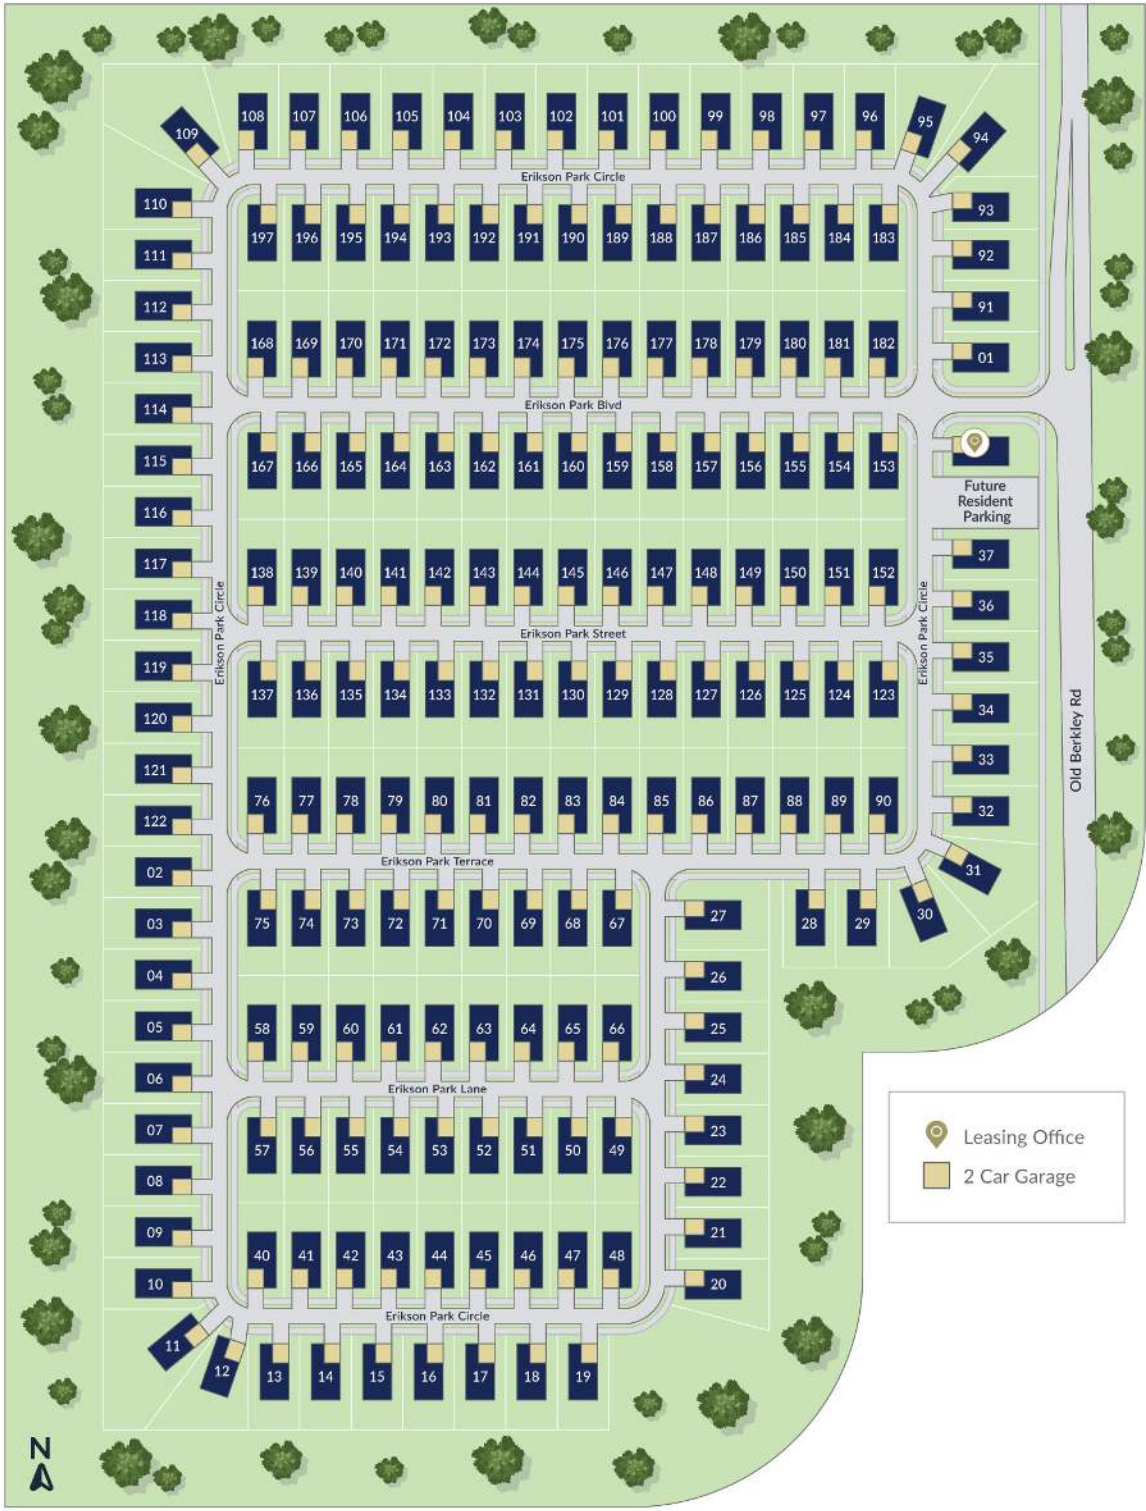 108 107 106 105 104 103 102 101 100 99 98 97 96 95 94
109
Erikson Park Circle
110
93
197 196 195 194 193 192 191 190 189 188 187 186 185 184 183
111
92
112
91
168 169 170 171 172 173 174 175 176 177 178 179 180 181 182
113
01
Erikson Park Blvd
114
115
167 166 165 164 163 162 161 160 159 158 157 156 155 154 153
Future
Resident
Parking
116
117
37
138 139 140 141 142 143 144 145 146 147 148 149 150 151 152
118
36
Erikson Park Circle
Erikson Park Street
Erikson Park Circle
119
35
137 136 135 134 133 132 131 130 129 128 127 126 125 124 123
120
34
Old Berkley Rd
121
33
76 77 78 79 80 81 82 83 84 85 86 87 88 89 90
122
32
Erikson Park Terrace
02
31
03
75 74 73 72 71 70 69 68 67
27
28 29 30
04
26
05
58 59 60 61 62 63 64 65 66
25
06
24
Erikson Park Lane
07
23
57 56 55 54 53 52 51 50 49
08
22
09
21
40 41 42 43 44 45 46 47 48
10
20
Erikson Park Circle
11
12 13 14 15 16 17 18 19
Leasing Office
2 Car Garage
N